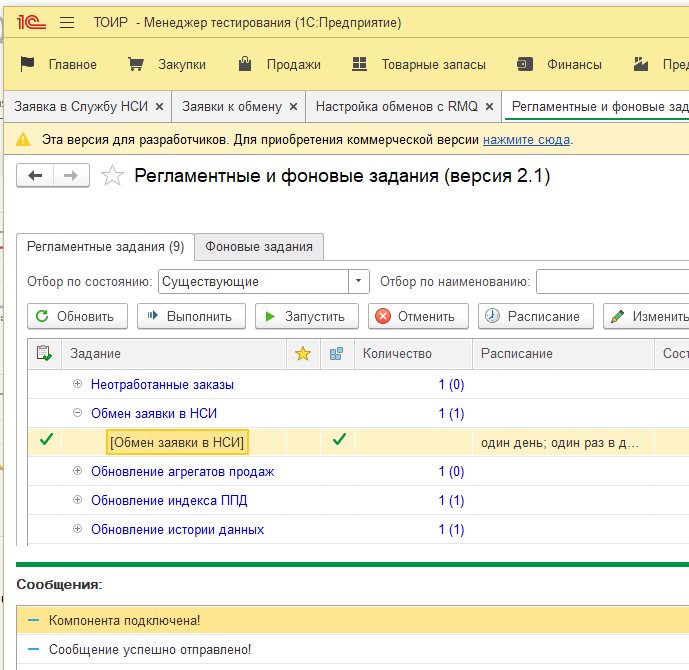 1С ТОИР - Менеджер тестирования (1С:Предприятие)
Главное Закупки Продажи Товарные запасы Финансы Пред
Заявка в Службу НСИ × Заявки к обмену × Настройка обменов с RMQ × Регламентные и фоновые зад
Эта версия для разработчиков. Для приобретения коммерческой версии нажмите сюда.
Регламентные и фоновые задания (версия 2.1)
Регламентные задания (9) Фоновые задания
Отбор по состоянию: Существующие Отбор по наименованию:
Обновить Выполнить Запустить Отменить Расписание Изменить
Задание Количество Расписание Сост
Неотработанные заказы 1 (0)
Обмен заявки в НСИ 1 (1)
[Обмен заявки в НСИ] один день; один раз в д...
Обновление агрегатов продаж 1 (0)
Обновление индекса ППД 1 (1)
Обновление истории данных 1 (1)
Сообщения:
Компонента подключена!
Сообщение успешно отправлено!